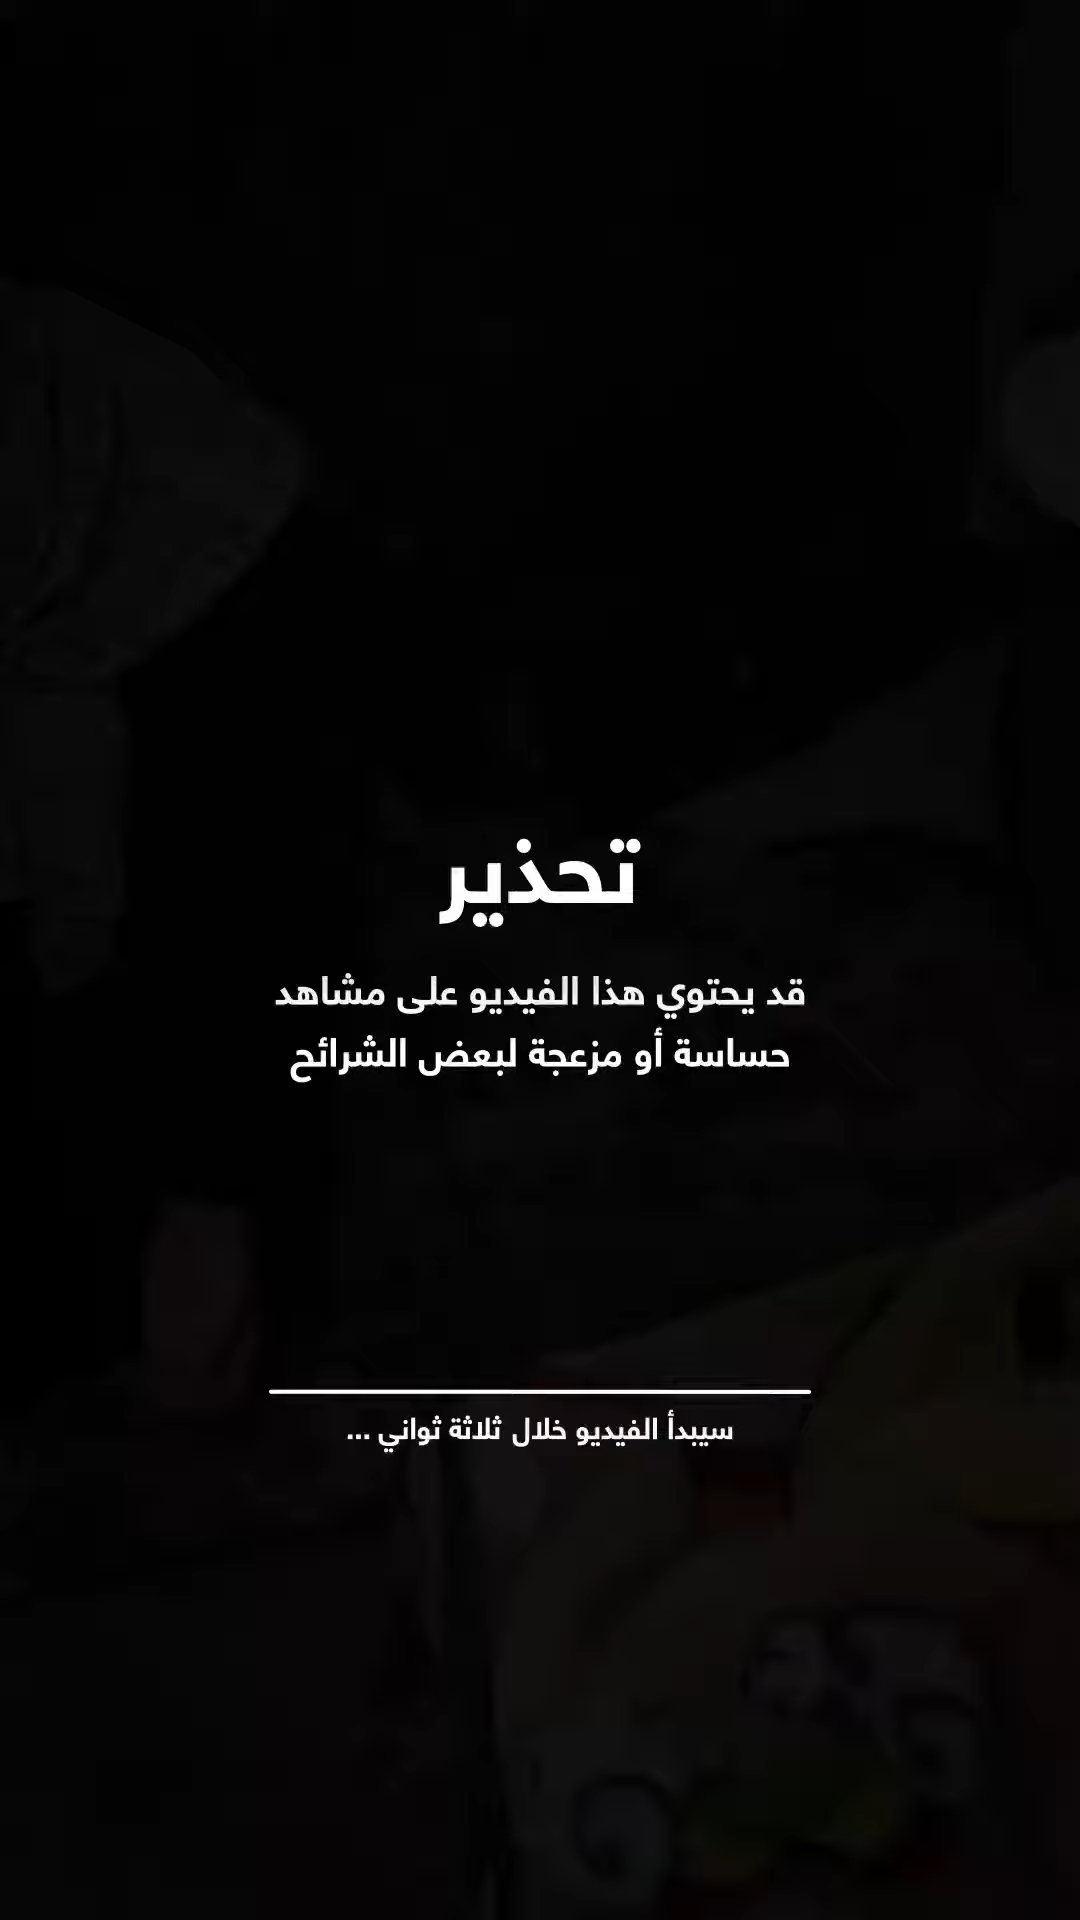 تحذير
قد يحتوي هذا الفيديو على مشاهد
حساسة أو مزعجة لبعض الشرائح
سيبدأ الفيديو خلال ثلاثة ثواني ...